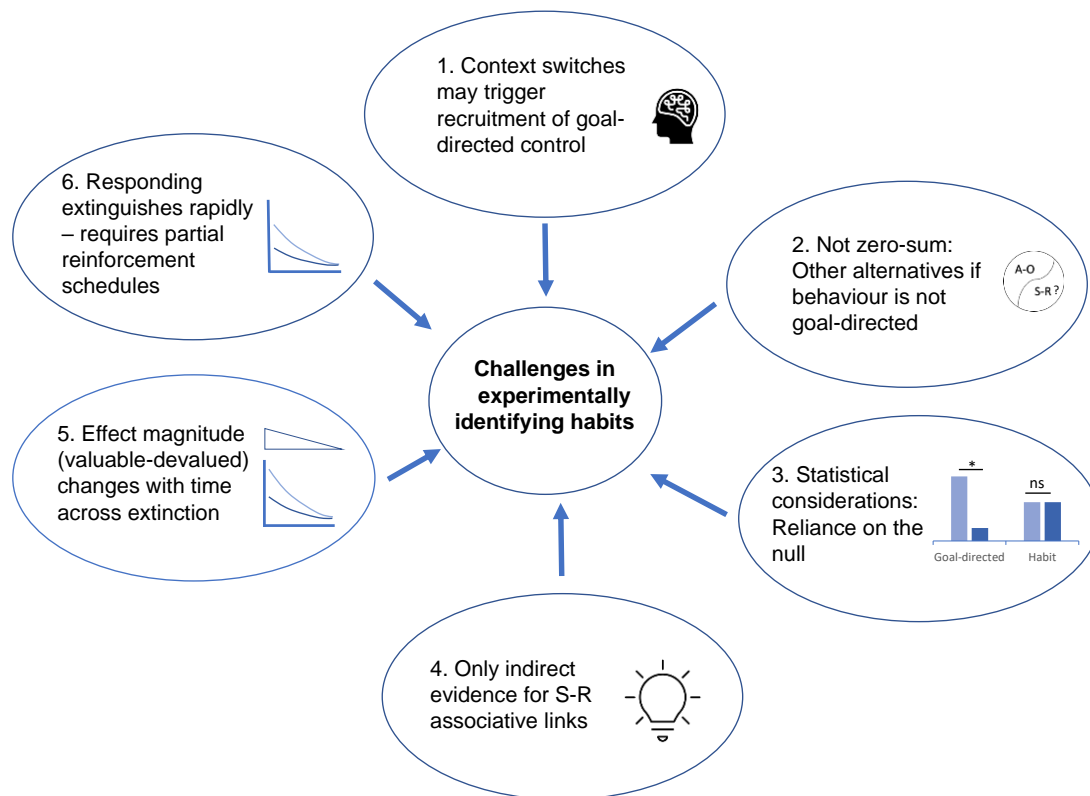 1. Context switches
may trigger
recruitment of goal-
directed control
2. Not zero-sum:
Other alternatives if
behaviour is not
goal-directed
A-O
S-R ?
3. Statistical
considerations:
Reliance on the
null
*
ns
Goal-directed
Habit
4. Only indirect
evidence for S-R
associative links
5. Effect magnitude
(valuable-devalued)
changes with time
across extinction
6. Responding
extinguishes rapidly
– requires partial
reinforcement
schedules
Challenges in
experimentally
identifying habits